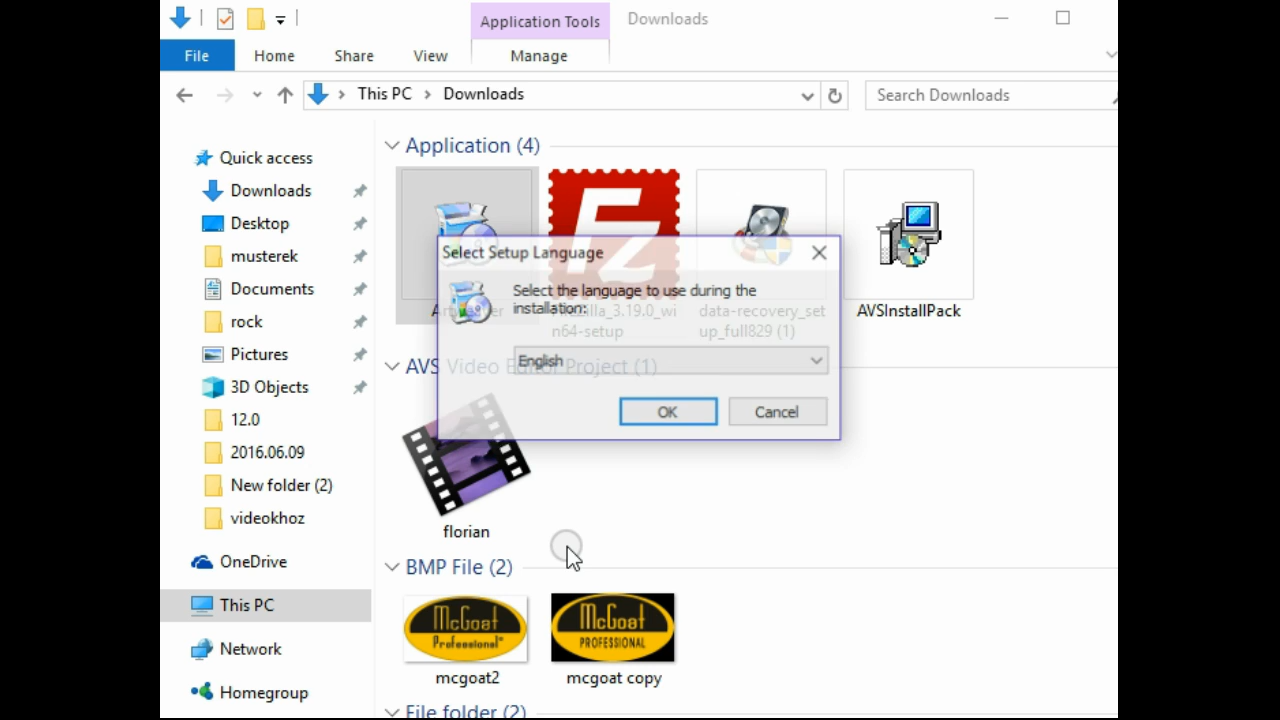 Application Tools
Downloads
File
Home
Share
View
Manage
This PC
Downloads
Search Downloads
Quick access
Downloads
Desktop
musterek
Documents
rock
Pictures
3D Objects
12.0
2016.06.09
New folder (2)
videokhoz
OneDrive
This PC
Network
Homegroup
Application (4)
Select Setup Language
Select the language to use during the
installation:
English
OK
Cancel
n64-setup
data-recovery_set
up_full829 (1)
AVSInstallPack
AVS Video Editor Project (1)
florian
BMP File (2)
McGoat
Professional
mcgoat2
McGoat
PROFESSIONAL
mcgoat copy
File folder (2)